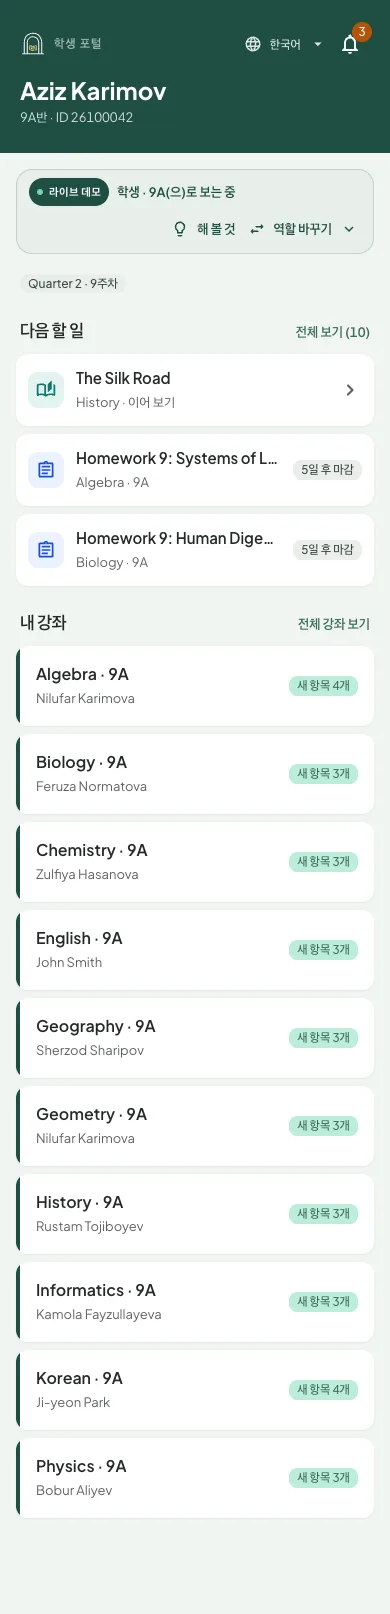 학생 포털
한국어
3
Aziz Karimov
9A반 · ID 26100042
라이브 데모
학생 · 9A(으)로 보는 중
해 볼 것
역할 바꾸기
Quarter 2 · 9주차
다음 할 일
전체 보기 (10)
The Silk Road
History · 이어 보기
Homework 9: Systems of L...
Algebra · 9A
5일 후 마감
Homework 9: Human Dige...
Biology · 9A
5일 후 마감
내 강좌
전체 강좌 보기
Algebra · 9A
Nilufar Karimova
새 항목 4개
Biology · 9A
Feruza Normatova
새 항목 3개
Chemistry · 9A
Zulfiya Hasanova
새 항목 3개
English · 9A
John Smith
새 항목 3개
Geography · 9A
Sherzod Sharipov
새 항목 3개
Geometry · 9A
Nilufar Karimova
새 항목 3개
History · 9A
Rustam Tojiboyev
새 항목 3개
Informatics · 9A
Kamola Fayzullayeva
새 항목 3개
Korean · 9A
Ji-yeon Park
새 항목 4개
Physics · 9A
Bobur Aliyev
새 항목 3개